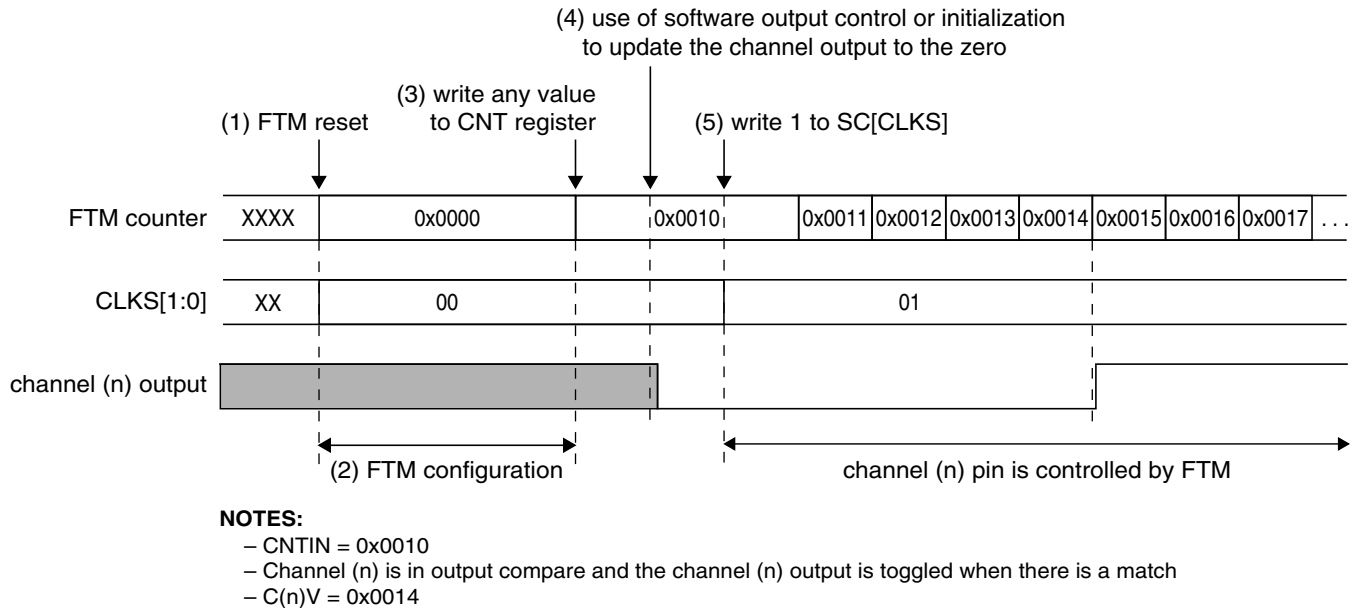 (4) use of software output control or initialization
to update the channel output to the zero
(3) write any value
to CNT register
(1) FTM reset
(5) write 1 to SC[CLKS]
FTM counter XXXX 0x0000 0x0010 0x0011 0x0012 0x0013 0x0014 0x0015 0x0016 0x0017 . . .
CLKS[1:0] XX 00 01
channel (n) output
(2) FTM configuration
channel (n) pin is controlled by FTM
NOTES:
– CNTIN = 0x0010
– Channel (n) is in output compare and the channel (n) output is toggled when there is a match
– C(n)V = 0x0014